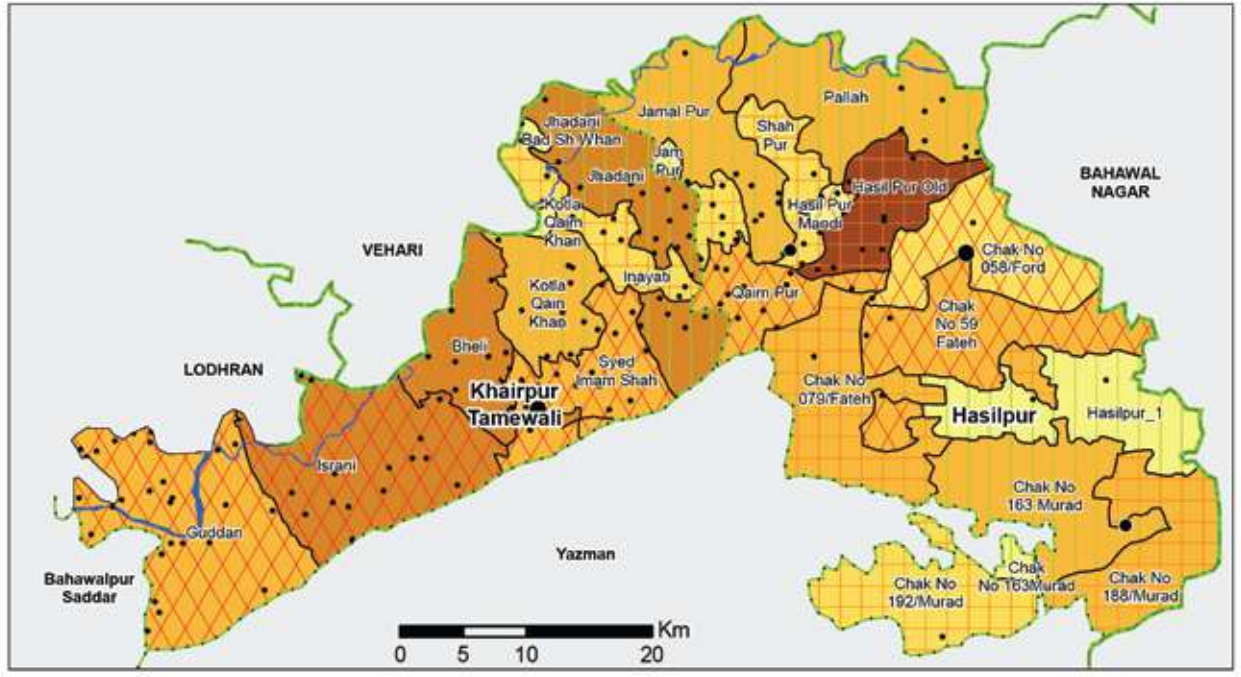 Pallah
Jamal Pur
Jhadani
Bad Sh Whan
Shah
Pur
Jam
Pur
BAHAWAL
NAGAR
Jhadani
Hasil Pur Old
Hasil Pur
Mandi
Kotla
Qaim
Khan
VEHARI
Chak No
058/Ford
Inayati
Kotla
Qain
Khan
Qaim Pur
Chak
No 59
Fateh
Bheli
Syed
Imam Shah
LODHRAN
Chak No
079/Fateh
Khairpur
Tamewali
Hasilpur
Hasilpur_1
Israni
Chak No
163 Murad
Guddan
Yazman
Bahawalpur
Saddar
Chak No
192/Murad
Chak
No 163Murad
Chak No
188/Murad
Km
0 5 10 20